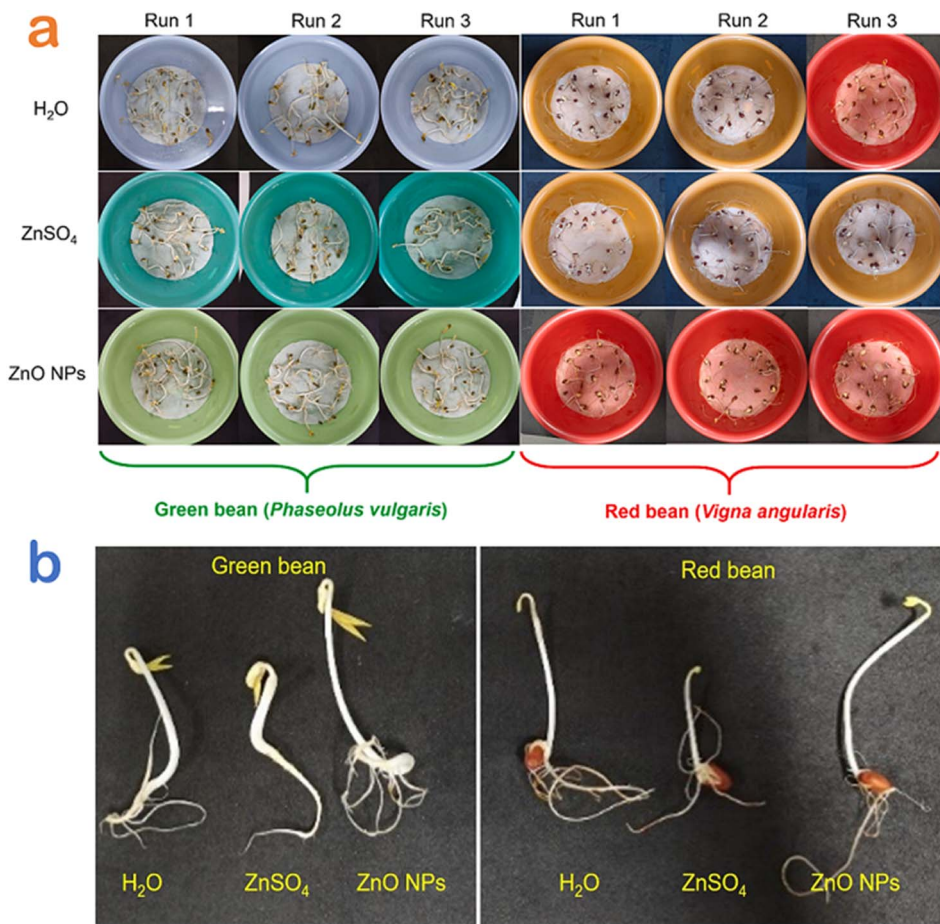 a
Run 1 Run 2 Run 3 Run 1 Run 2 Run 3
H₂O
ZnSO₄
ZnO NPs
Green bean (Phaseolus vulgaris) Red bean (Vigna angularis)
b
Green bean Red bean
H₂O ZnSO₄ ZnO NPs H₂O ZnSO₄ ZnO NPs